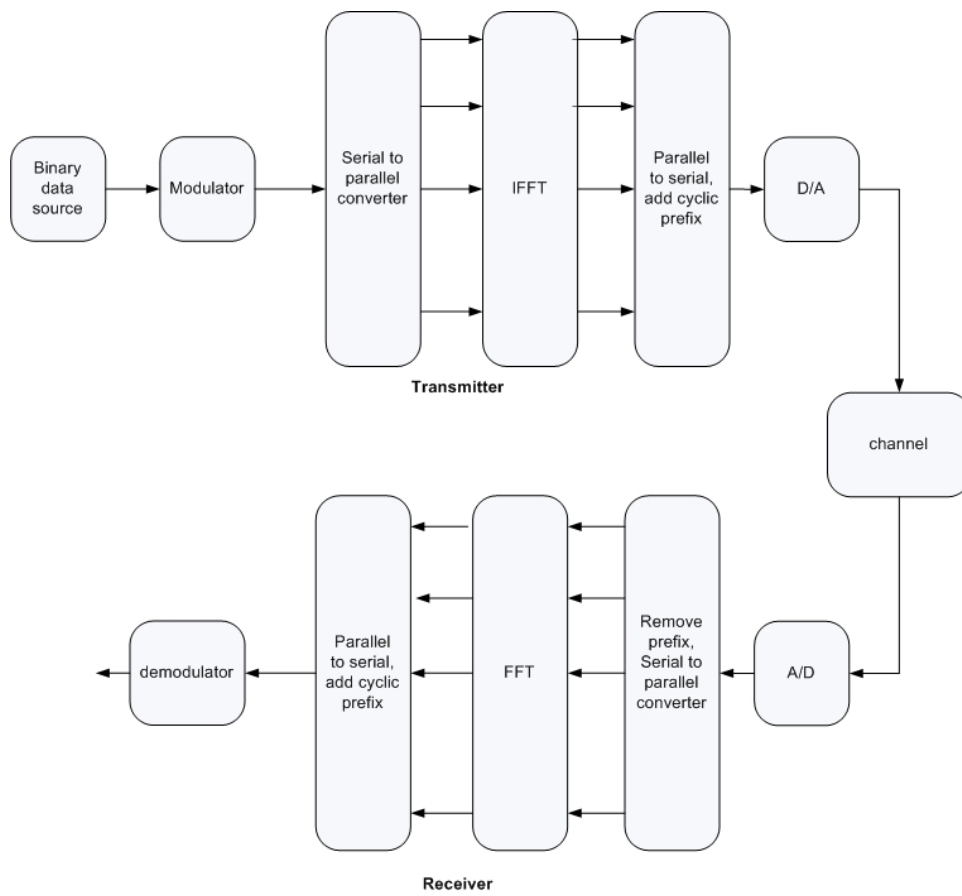 Binary
data
source
Modulator
Serial to
parallel
converter
IFFT
Parallel
to serial,
add cyclic
prefix
D/A
Transmitter
channel
Parallel
to serial,
add cyclic
prefix
demodulator
FFT
Remove
prefix,
Serial to
parallel
converter
A/D
Receiver